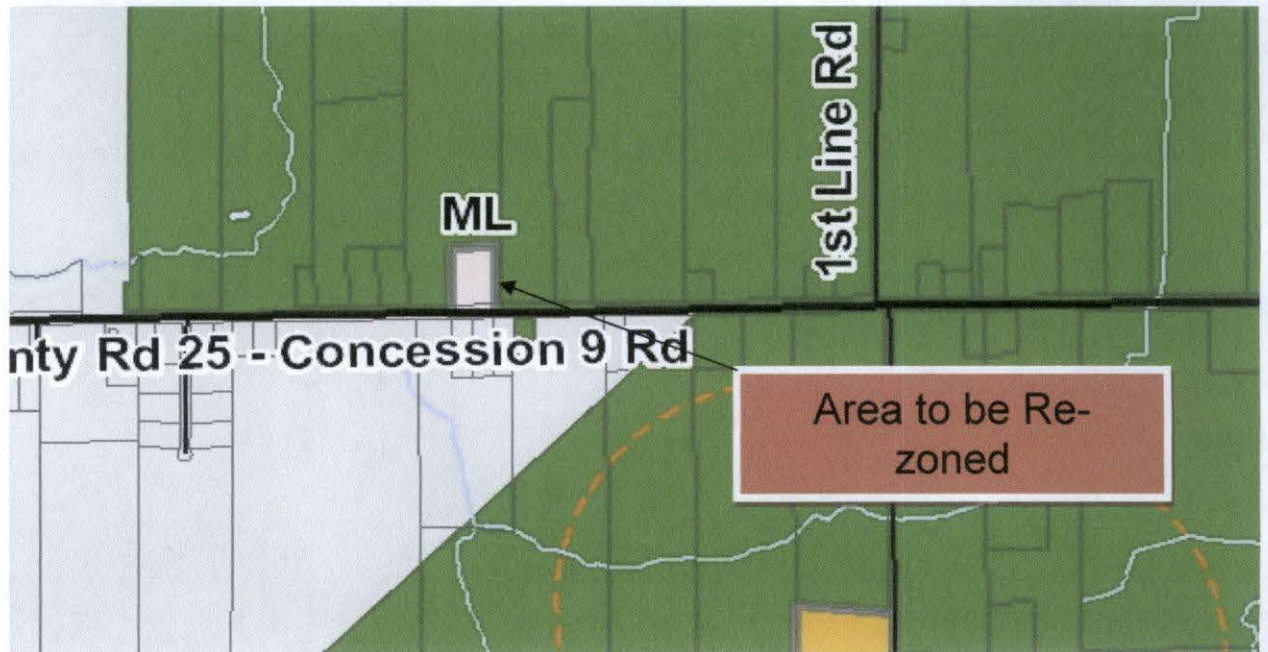 1st Line Rd
ML
nty Rd 25 - Concession 9 Rd
Area to be Re-
zoned